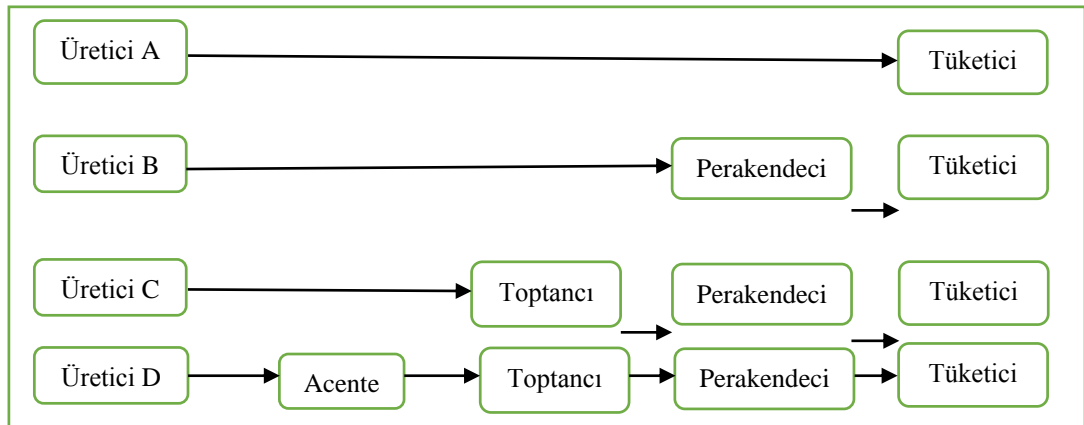 Üretici A Tüketici
Üretici B Perakendeci Tüketici
Üretici C Toptancı Perakendeci Tüketici
Üretici D Acente Toptancı Perakendeci Tüketici